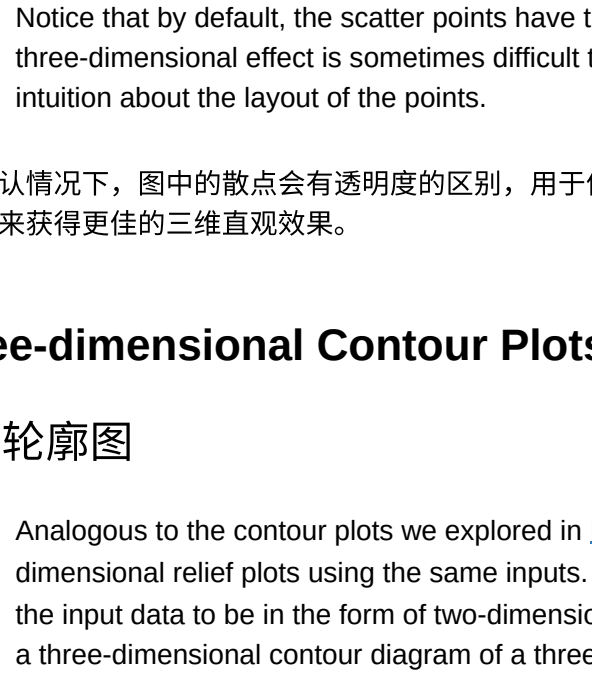 Notice that by default, the scatter points have
three-dimensional effect is sometimes difficult
intuition about the layout of the points.
认情况下，图中的散点会有透明度的区别，用于
来获得更佳的三维直观效果。
ee-dimensional Contour Plots
轮廓图
Analogous to the contour plots we explored in
dimensional relief plots using the same inputs.
the input data to be in the form of two-dimensio
a three-dimensional contour diagram of a three